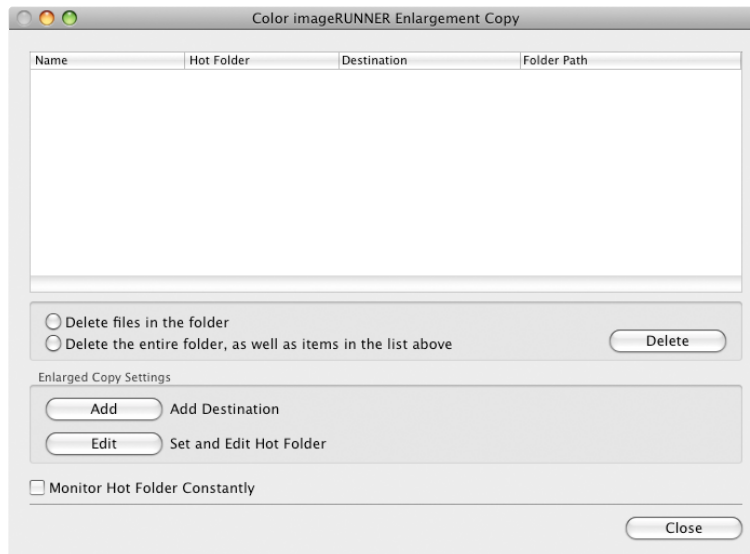 Color imageRUNNER Enlargement Copy
Name Hot Folder Destination Folder Path
Delete files in the folder
Delete the entire folder, as well as items in the list above
Delete
Enlarged Copy Settings
Add Add Destination
Edit Set and Edit Hot Folder
Monitor Hot Folder Constantly
Close